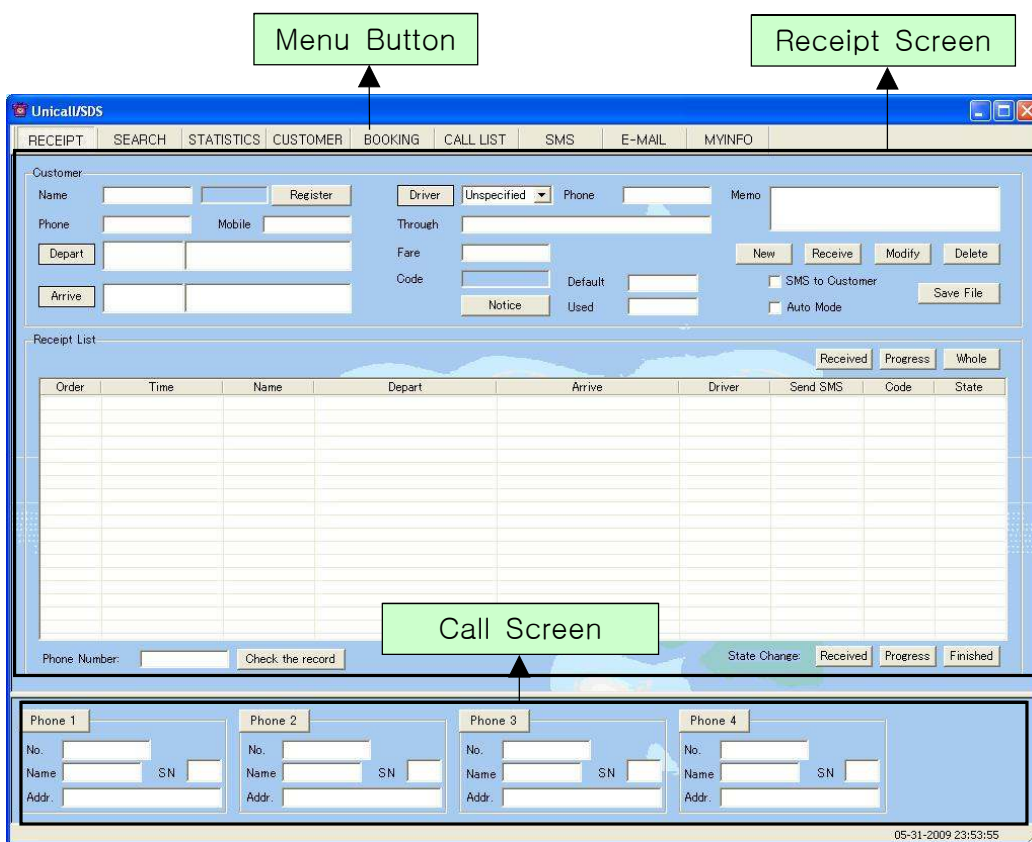 Menu Button
Receipt Screen
Unicall/SDS
RECEIPT SEARCH STATISTICS CUSTOMER BOOKING CALL LIST SMS E-MAIL MYINFO
Customer
Name Register Driver Unspecified Phone Memo
Phone Mobile Through
Depart Fare New Receive Modify Delete
Code Default SMS to Customer
Arrive Notice Used Auto Mode Save File
Receipt List
Received Progress Whole
Order Time Name Depart Arrive Driver Send SMS Code State
Call Screen
Phone Number: Check the record State Change: Received Progress Finished
Phone 1 Phone 2 Phone 3 Phone 4
No. No. No. No.
Name SN Name SN Name SN Name SN
Addr. Addr. Addr. Addr.
05-31-2009 23:53:55